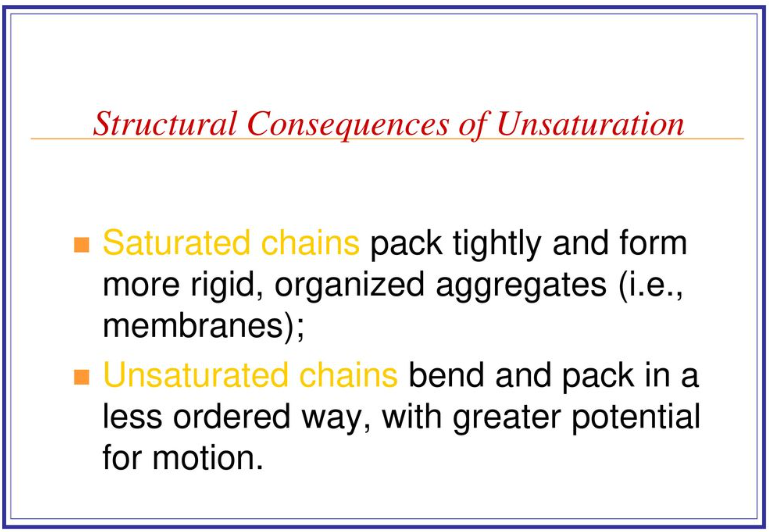 Structural Consequences of Unsaturation
Saturated chains pack tightly and form
more rigid, organized aggregates (i.e.,
membranes);
Unsaturated chains bend and pack in a
less ordered way, with greater potential
for motion.